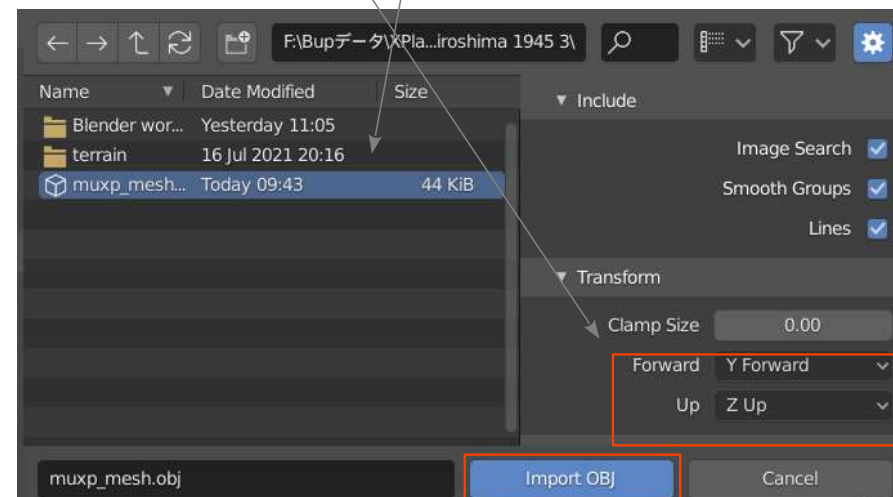 F:\Bupデータ\XPla...iroshima 1945 3\
Name Date Modified Size
Blender wor... Yesterday 11:05
terrain 16 Jul 2021 20:16
muxp_mesh... Today 09:43 44 KiB
Include
Image Search
Smooth Groups
Lines
Transform
Clamp Size 0.00
Forward Y Forward
Up Z Up
muxp_mesh.obj Import OBJ Cancel